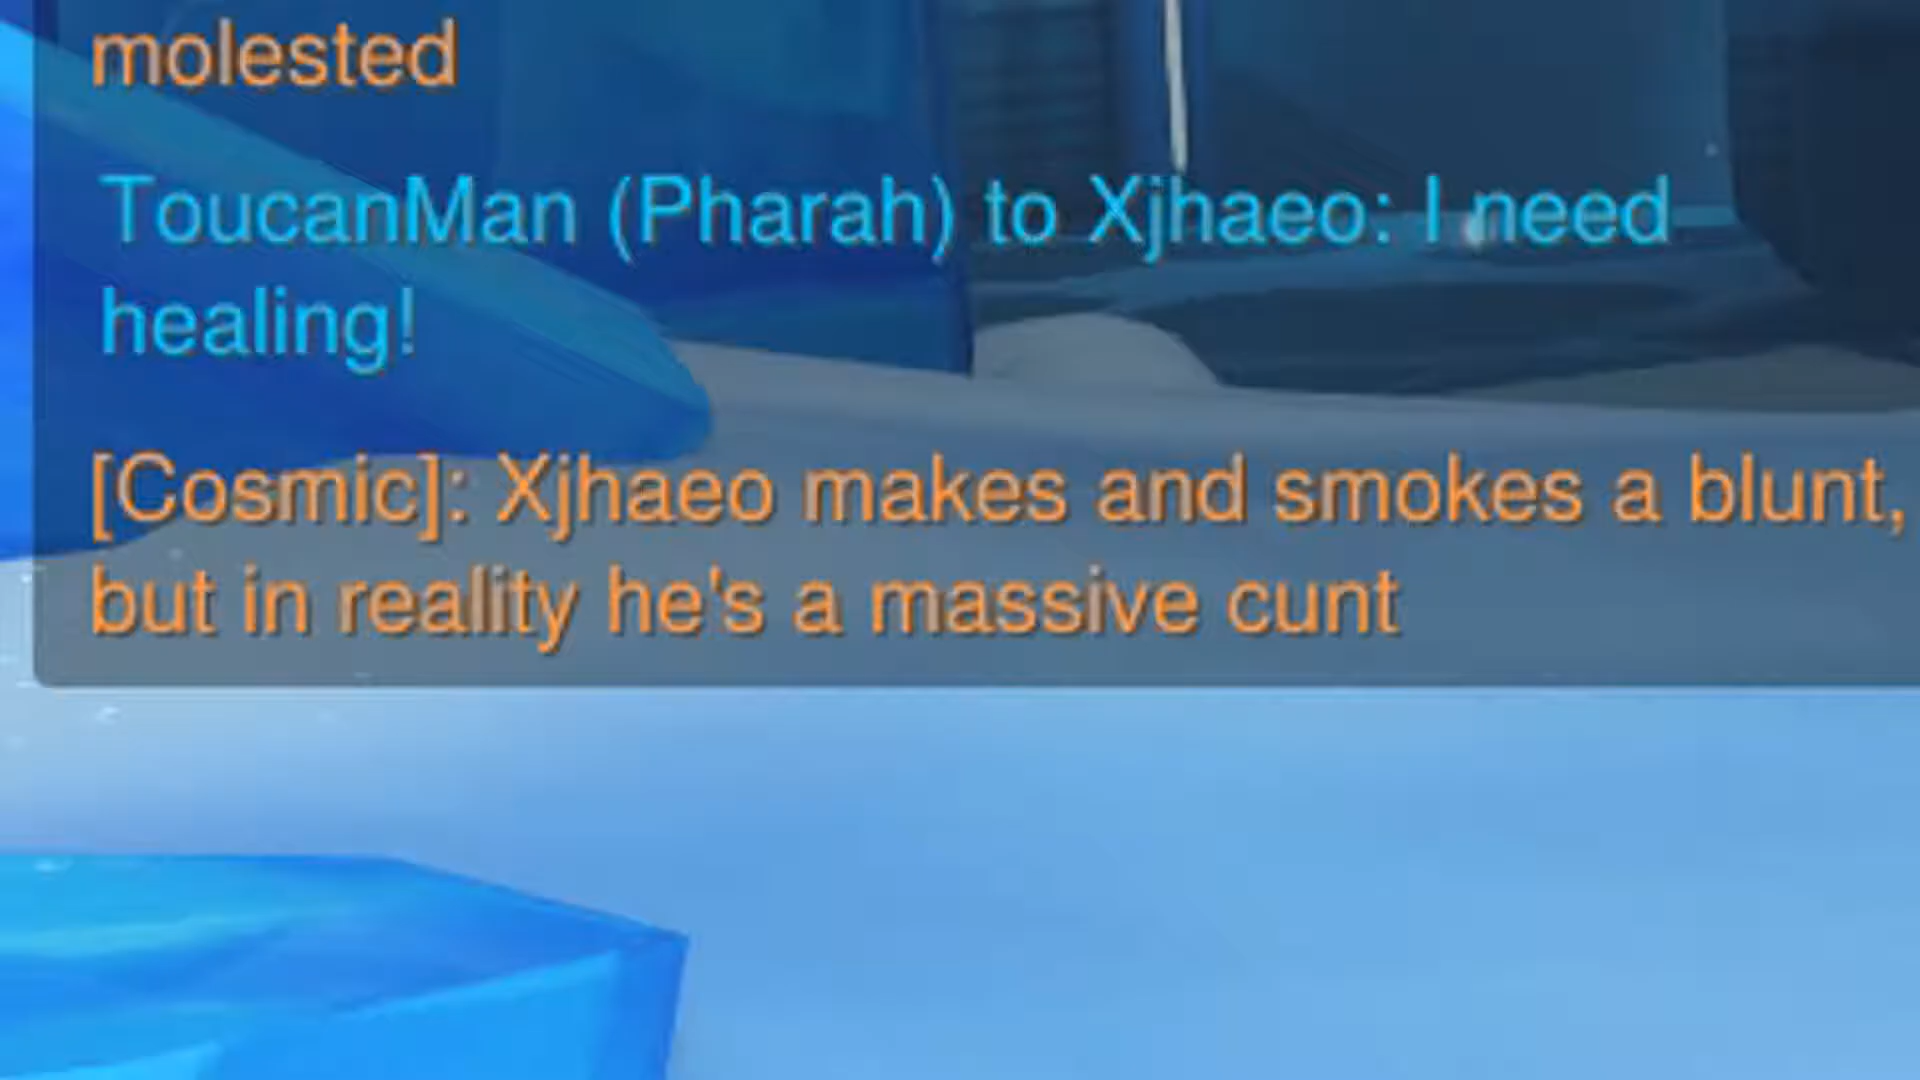 molested
ToucanMan (Pharah) to Xjhaeo: I need
healing!
[Cosmic]: Xjhaeo makes and smokes a blunt,
but in reality he's a massive cunt